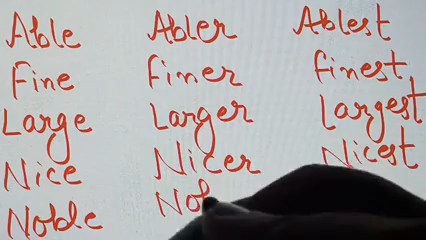 Able Abler Ablest
Fine Finer finest
Large Larger Largest
Nice Nicer Nicest
Noble Nob